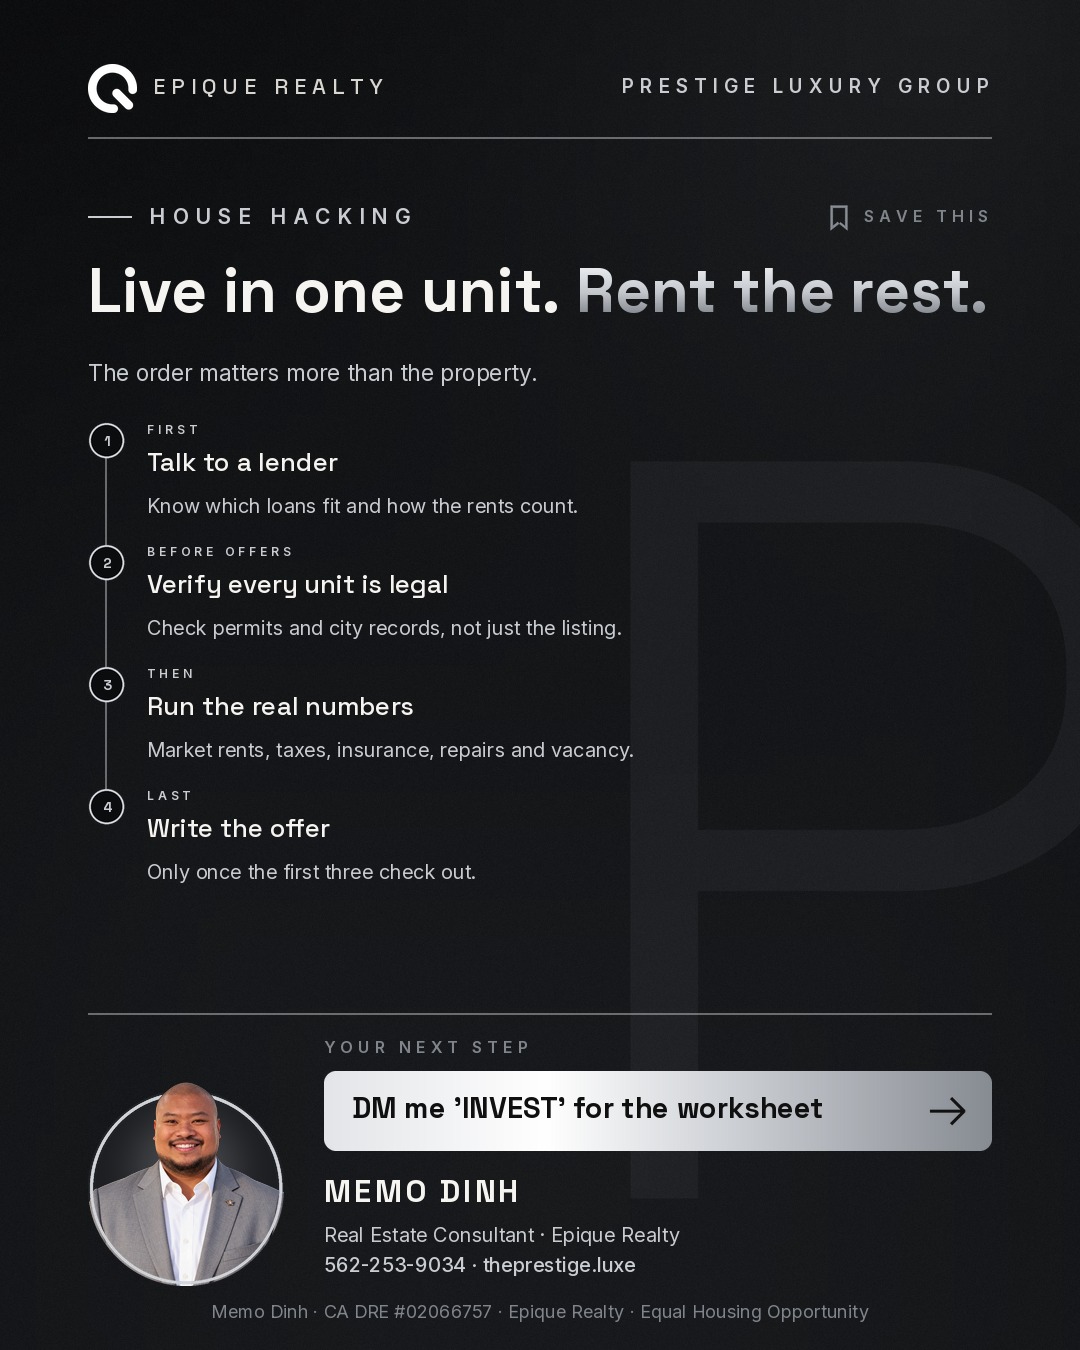 EPIQUE REALTY
PRESTIGE LUXURY GROUP
HOUSE HACKING
SAVE THIS
Live in one unit. Rent the rest.
The order matters more than the property.
1
FIRST
Talk to a lender
Know which loans fit and how the rents count.
2
BEFORE OFFERS
Verify every unit is legal
Check permits and city records, not just the listing.
3
THEN
Run the real numbers
Market rents, taxes, insurance, repairs and vacancy.
4
LAST
Write the offer
Only once the first three check out.
P
YOUR NEXT STEP
DM me ’INVEST’ for the worksheet
MEMO DINH
Real Estate Consultant · Epique Realty
562-253-9034 · theprestige.luxe
Memo Dinh · CA DRE #02066757 · Epique Realty · Equal Housing Opportunity